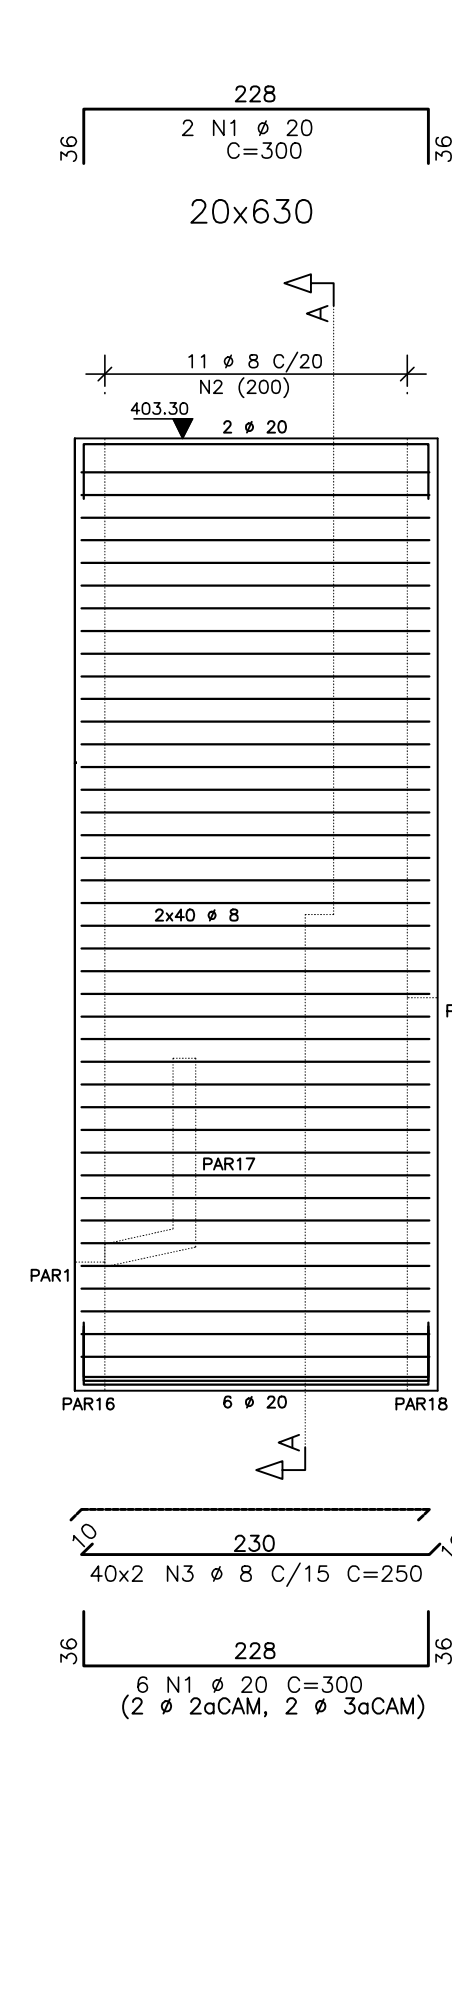 228
36
36
2 N1 ø 20
C=300
20x630
A
11 ø 8 C/20
N2 (200)
403.30
2 ø 20
2x40 ø 8
P
PAR17
PAR1
PAR16
6 ø 20
PAR18
A
10
230
40x2 N3 ø 8 C/15 C=250
36
228
36
6 N1 ø 20 C=300
(2 ø 2aCAM, 2 ø 3aCAM)